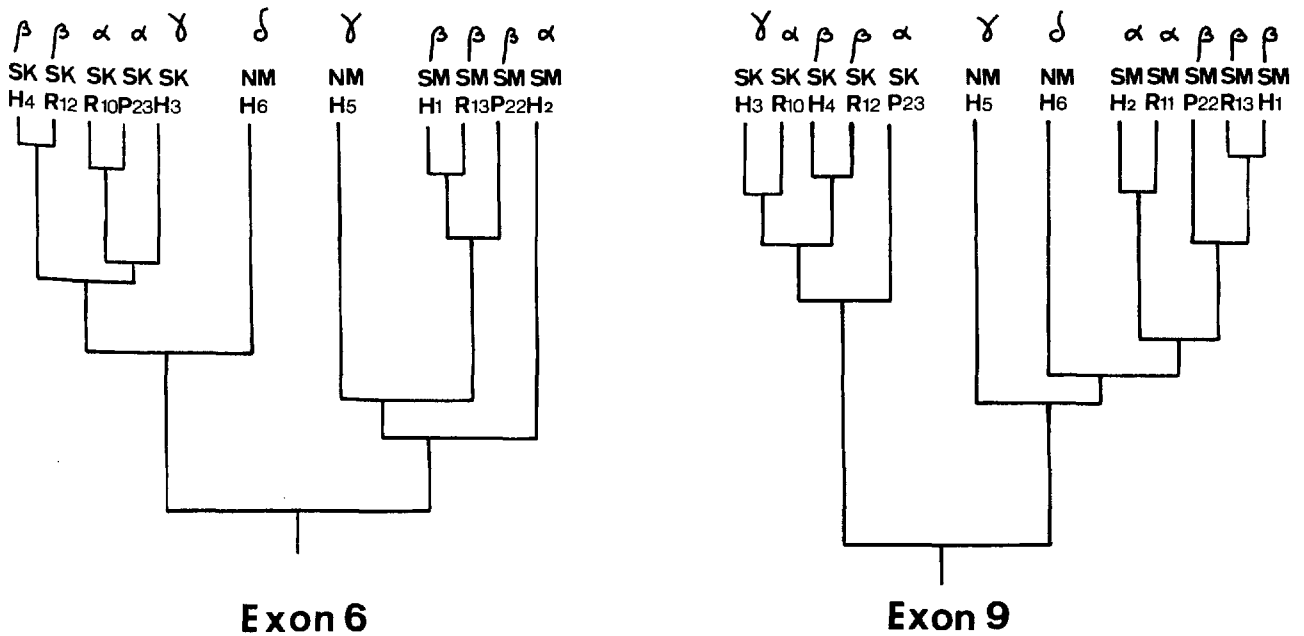 β β α α γ δ γ β β β α γ α β β α γ δ α α β β β
SK SK SK SK SK NM NM SM SM SM SM SK SK SK SK SK NM NM SM SM SM SM SM
H4 R12 R10 P23 H3 H6 H5 H1 R13 P22 H2 H3 R10 H4 R12 P23 H5 H6 H2 R11 P22 R13 H1
Exon 6 Exon 9